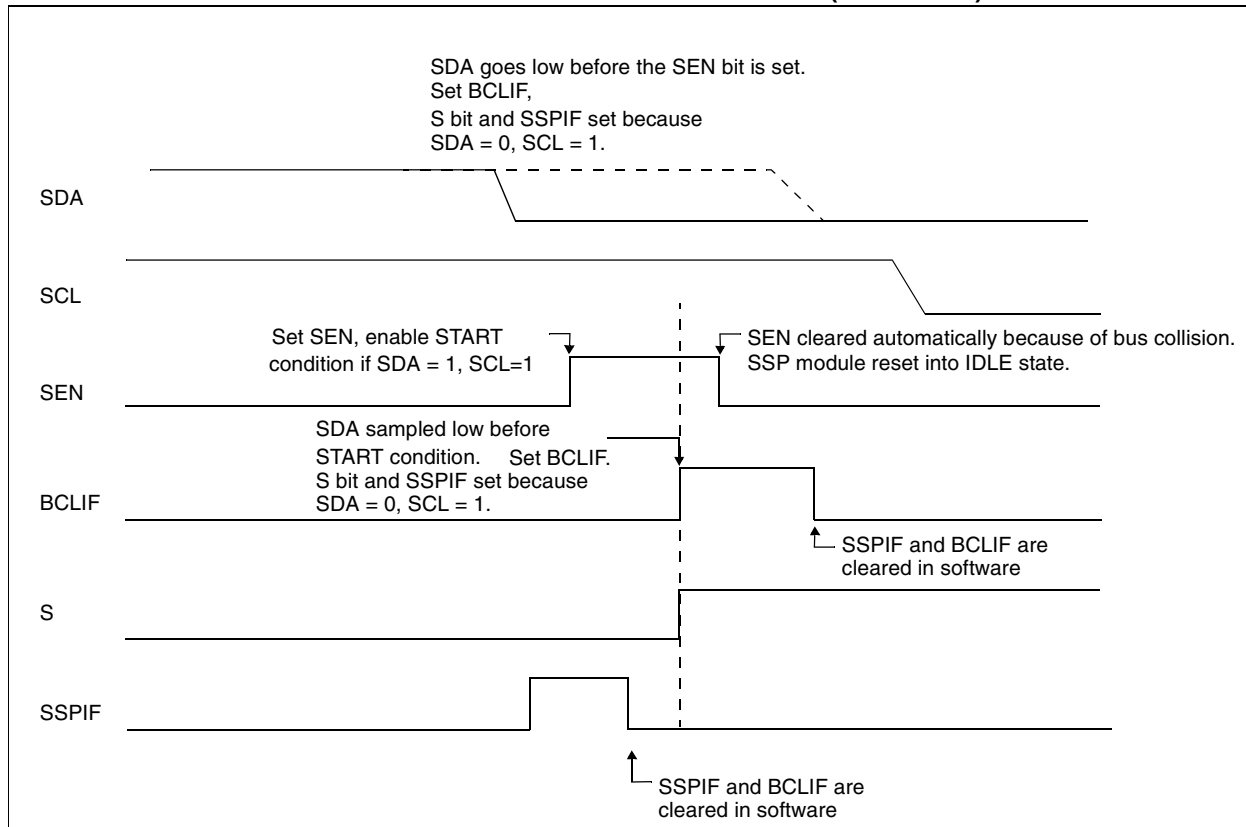 SDA goes low before the SEN bit is set.
Set BCLIF,
S bit and SSPIF set because
SDA = 0, SCL = 1.
SDA
SCL
Set SEN, enable START
condition if SDA = 1, SCL=1
SEN cleared automatically because of bus collision.
SSP module reset into IDLE state.
SEN
SDA sampled low before
START condition. Set BCLIF.
S bit and SSPIF set because
SDA = 0, SCL = 1.
BCLIF
SSPIF and BCLIF are
cleared in software
S
SSPIF
SSPIF and BCLIF are
cleared in software